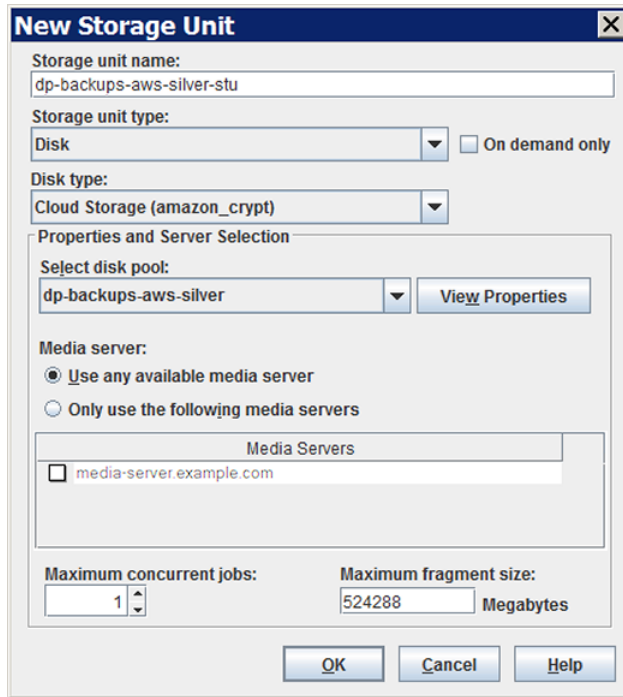 New Storage Unit
Storage unit name:
dp-backups-aws-silver-stu
Storage unit type:
Disk
On demand only
Disk type:
Cloud Storage (amazon_crypt)
Properties and Server Selection
Select disk pool:
dp-backups-aws-silver
View Properties
Media server:
Use any available media server
Only use the following media servers
Media Servers
media-server.example.com
Maximum concurrent jobs:
Maximum fragment size:
1
524288
Megabytes
OK
Cancel
Help